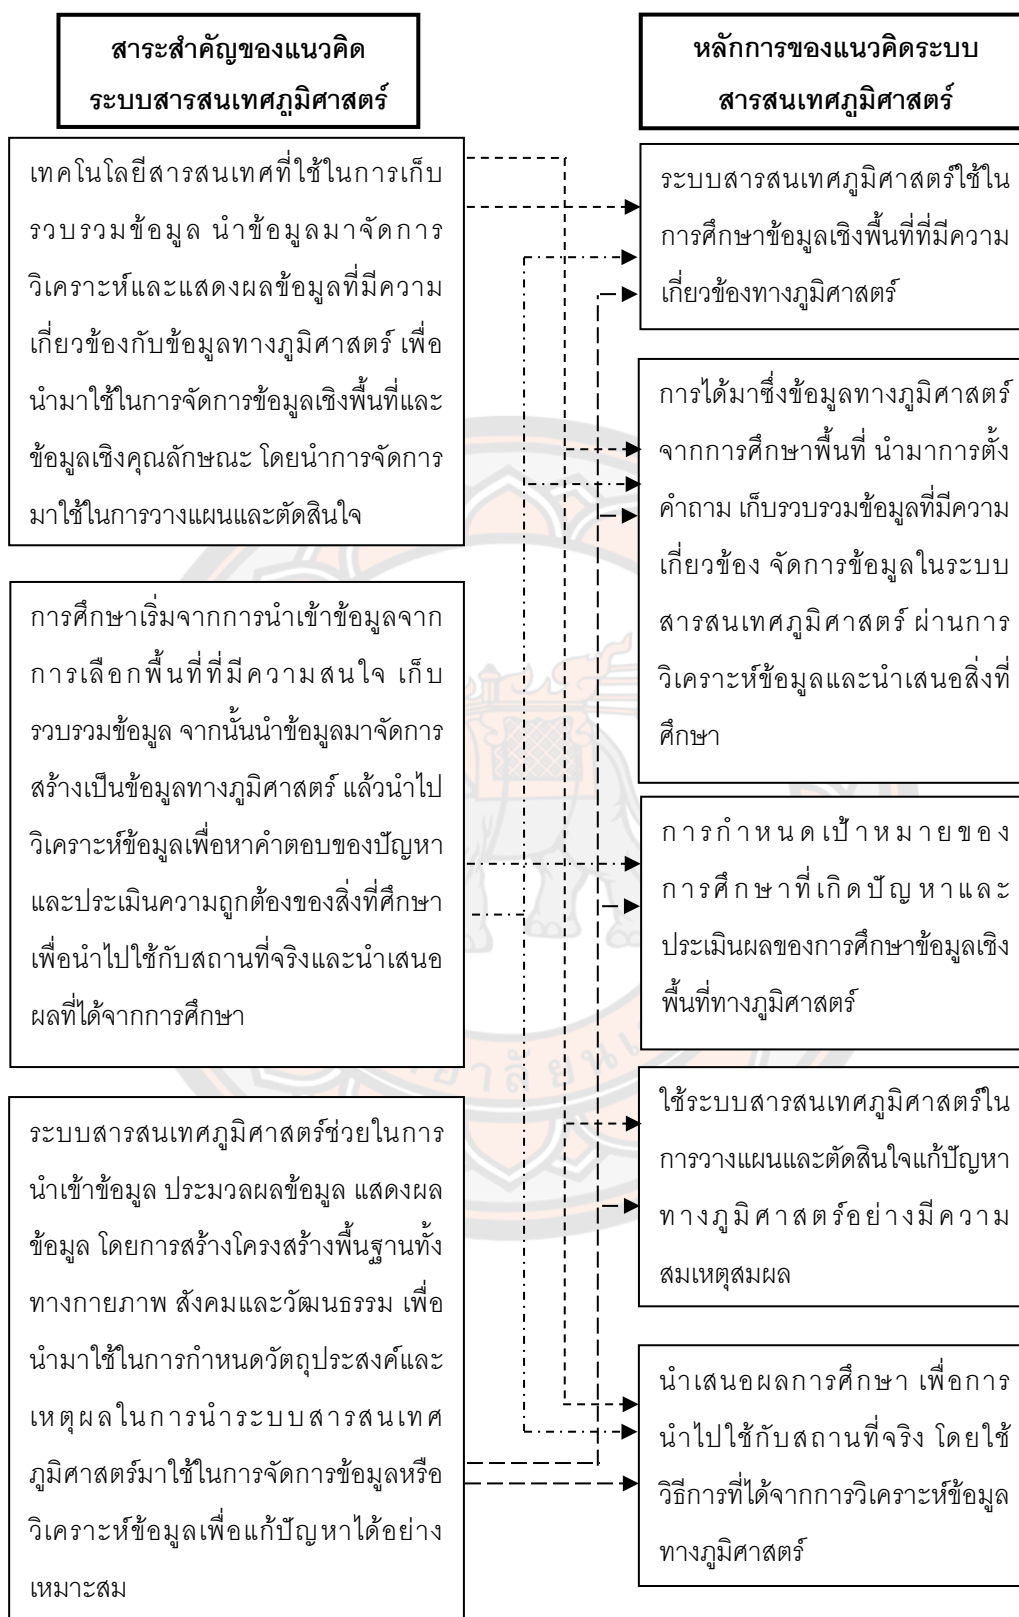 สาระสำคัญของแนวคิด
ระบบสารสนเทศภูมิศาสตร์
เทคโนโลยีสารสนเทศที่ใช้ในการเก็บ
รวบรวมข้อมูล นำข้อมูลมาจัดการ
วิเคราะห์และแสดงผลข้อมูลที่มีความ
เกี่ยวข้องกับข้อมูลทางภูมิศาสตร์ เพื่อ
นำมาใช้ในการจัดการข้อมูลเชิงพื้นที่และ
ข้อมูลเชิงคุณลักษณะ โดยนำการจัดการ
มาใช้ในการวางแผนและตัดสินใจ
การศึกษาเริ่มจากการนำเข้าข้อมูลจาก
การเลือกพื้นที่ที่มีความสนใจ เก็บ
รวบรวมข้อมูล จากนั้นนำข้อมูลมาจัดการ
สร้างเป็นข้อมูลทางภูมิศาสตร์ แล้วนำไป
วิเคราะห์ข้อมูลเพื่อหาคำตอบของปัญหา
และประเมินความถูกต้องของสิ่งที่ศึกษา
เพื่อนำไปใช้กับสถานที่จริงและนำเสนอ
ผลที่ได้จากการศึกษา
ระบบสารสนเทศภูมิศาสตร์ช่วยในการ
นำเข้าข้อมูล ประมวลผลข้อมูล แสดงผล
ข้อมูล โดยการสร้างโครงสร้างพื้นฐานทั้ง
ทางกายภาพ สังคมและวัฒนธรรม เพื่อ
นำมาใช้ในการกำหนดวัตถุประสงค์และ
เหตุผลในการนำระบบสารสนเทศ
ภูมิศาสตร์มาใช้ในการจัดการข้อมูลหรือ
วิเคราะห์ข้อมูลเพื่อแก้ปัญหาได้อย่าง
เหมาะสม
หลักการของแนวคิดระบบ
สารสนเทศภูมิศาสตร์
ระบบสารสนเทศภูมิศาสตร์ใช้ใน
การศึกษาข้อมูลเชิงพื้นที่ที่มีความ
เกี่ยวข้องทางภูมิศาสตร์
การได้มาซึ่งข้อมูลทางภูมิศาสตร์
จากการศึกษาพื้นที่ นำมาการตั้ง
คำถาม เก็บรวบรวมข้อมูลที่มีความ
เกี่ยวข้อง จัดการข้อมูลในระบบ
สารสนเทศภูมิศาสตร์ ผ่านการ
วิเคราะห์ข้อมูลและนำเสนอสิ่งที่
ศึกษา
การกำหนดเป้าหมายของ
การศึกษาที่เกิดปัญหาและ
ประเมินผลของการศึกษาข้อมูลเชิง
พื้นที่ทางภูมิศาสตร์
ใช้ระบบสารสนเทศภูมิศาสตร์ใน
การวางแผนและตัดสินใจแก้ปัญหา
ทางภูมิศาสตร์อย่างมีความ
สมเหตุสมผล
นำเสนอผลการศึกษา เพื่อการ
นำไปใช้กับสถานที่จริง โดยใช้
วิธีการที่ได้จากการวิเคราะห์ข้อมูล
ทางภูมิศาสตร์